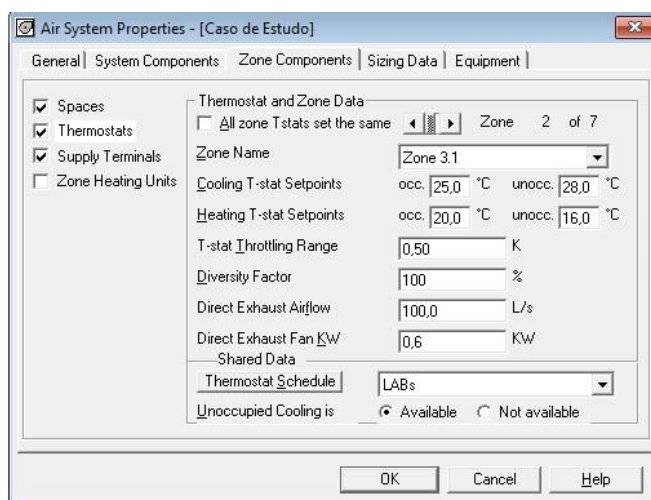 Air System Properties - [Caso de Estudo]
General System Components Zone Components Sizing Data Equipment
Spaces
Thermostats
Supply Terminals
Zone Heating Units
Thermostat and Zone Data
All zone Tstats set the same Zone 2 of 7
Zone Name Zone 3.1
Cooling T-stat Setpoints occ. 25,0 °C unocc. 28,0 °C
Heating T-stat Setpoints occ. 20,0 °C unocc. 16,0 °C
T-stat Throttling Range 0,50 K
Diversity Factor 100 %
Direct Exhaust Airflow 100,0 L/s
Direct Exhaust Fan KW 0,6 KW
Shared Data
Thermostat Schedule LABs
Unoccupied Cooling is Available Not available
OK Cancel Help